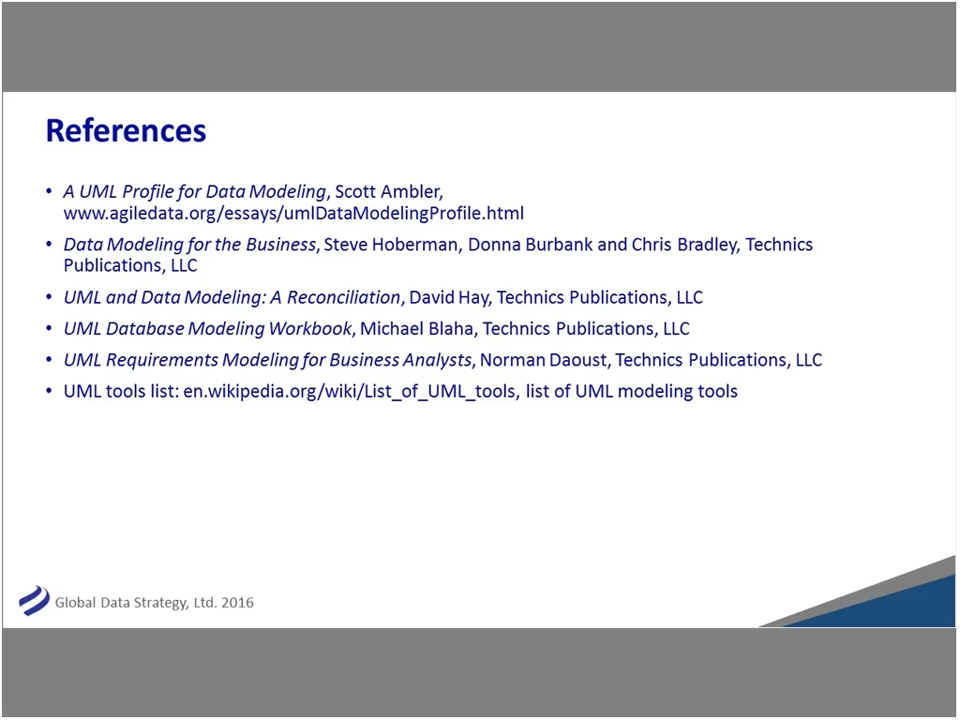 References
• A UML Profile for Data Modeling, Scott Ambler,
www.agiledata.org/essays/umlDataModelingProfile.html
• Data Modeling for the Business, Steve Hoberman, Donna Burbank and Chris Bradley, Technics
Publications, LLC
• UML and Data Modeling: A Reconciliation, David Hay, Technics Publications, LLC
• UML Database Modeling Workbook, Michael Blaha, Technics Publications, LLC
• UML Requirements Modeling for Business Analysts, Norman Daoust, Technics Publications, LLC
• UML tools list: en.wikipedia.org/wiki/List_of_UML_tools, list of UML modeling tools
Global Data Strategy, Ltd. 2016